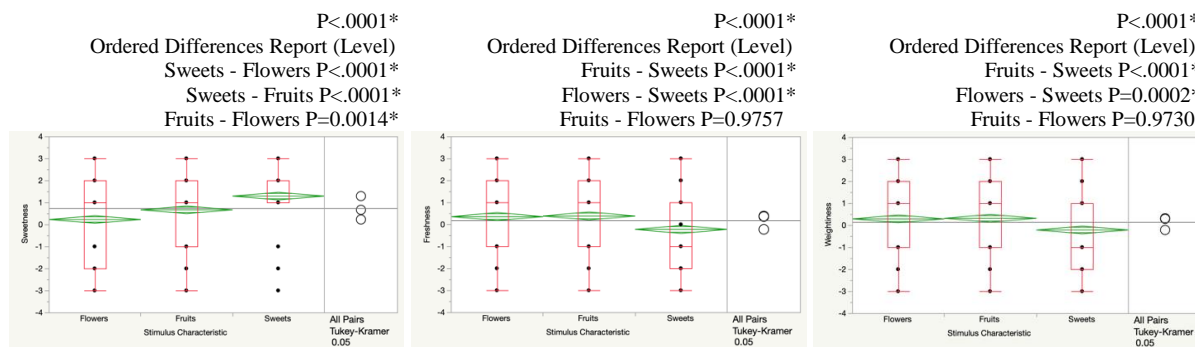 P<.0001*
Ordered Differences Report (Level)
Sweets - Flowers P<.0001*
Sweets - Fruits P<.0001*
Fruits - Flowers P=0.0014*
4
3
2
1
0
-1
-2
-3
-4
Sweetness
Flowers
Fruits
Sweets
Stimulus Characteristic
All Pairs
Tukey-Kramer
0.05
P<.0001*
Ordered Differences Report (Level)
Fruits - Sweets P<.0001*
Flowers - Sweets P<.0001*
Fruits - Flowers P=0.9757
4
3
2
1
0
-1
-2
-3
-4
Freshness
Flowers
Fruits
Sweets
Stimulus Characteristic
All Pairs
Tukey-Kramer
0.05
P<.0001*
Ordered Differences Report (Level)
Fruits - Sweets P<.0001*
Flowers - Sweets P=0.0002*
Fruits - Flowers P=0.9730
4
3
2
1
0
-1
-2
-3
-4
Weightiness
Flowers
Fruits
Sweets
Stimulus Characteristic
All Pairs
Tukey-Kramer
0.05